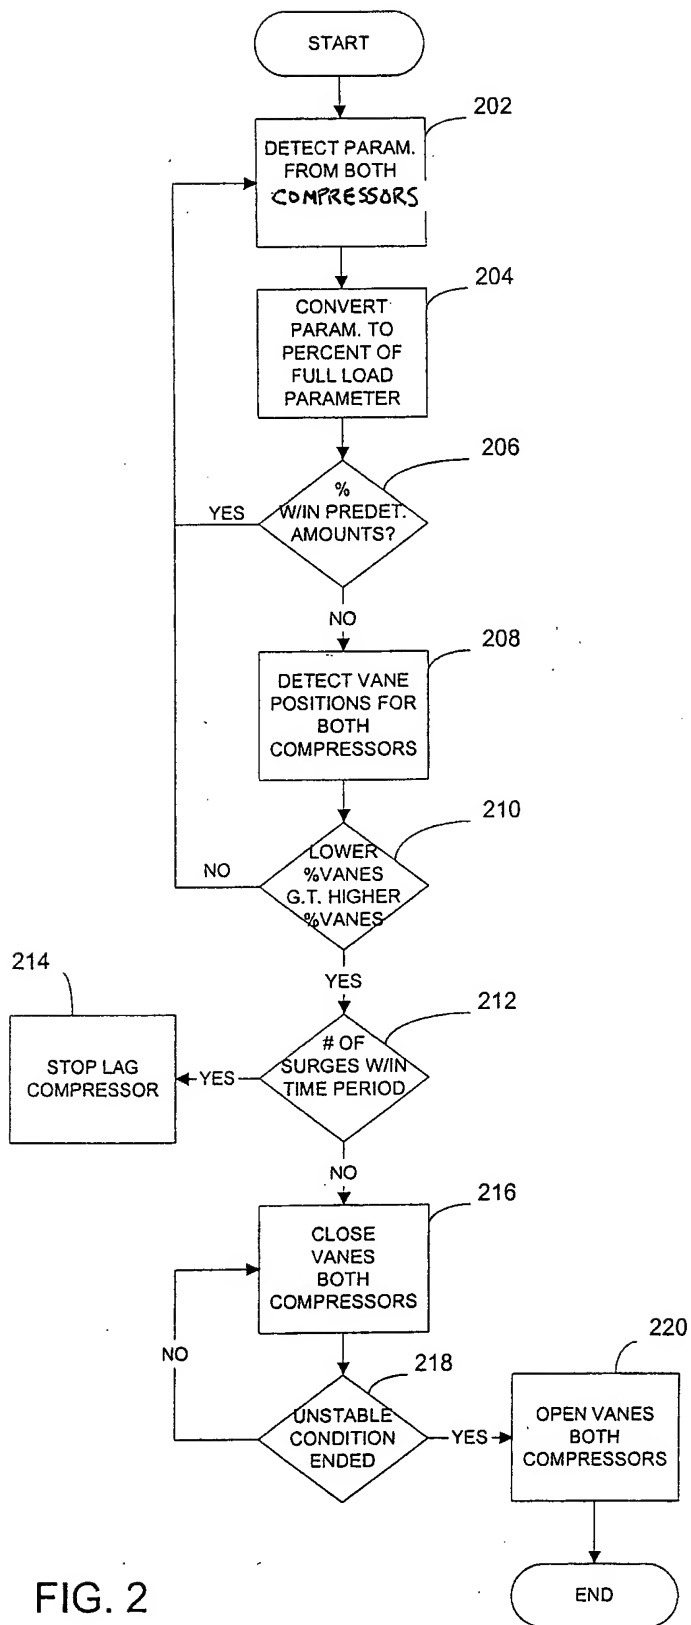 START
202
DETECT PARAM.
FROM BOTH
COMPRESSORS
204
CONVERT
PARAM. TO
PERCENT OF
FULL LOAD
PARAMETER
206
%
W/IN PREDET.
AMOUNTS?
YES
NO
208
DETECT VANE
POSITIONS FOR
BOTH
COMPRESSORS
210
LOWER
%VANES
G.T. HIGHER
%VANES
NO
YES
212
# OF
SURGES W/IN
TIME PERIOD
YES
214
STOP LAG
COMPRESSOR
NO
216
CLOSE
VANES
BOTH
COMPRESSORS
NO
218
UNSTABLE
CONDITION
ENDED
YES
220
OPEN VANES
BOTH
COMPRESSORS
END
FIG. 2